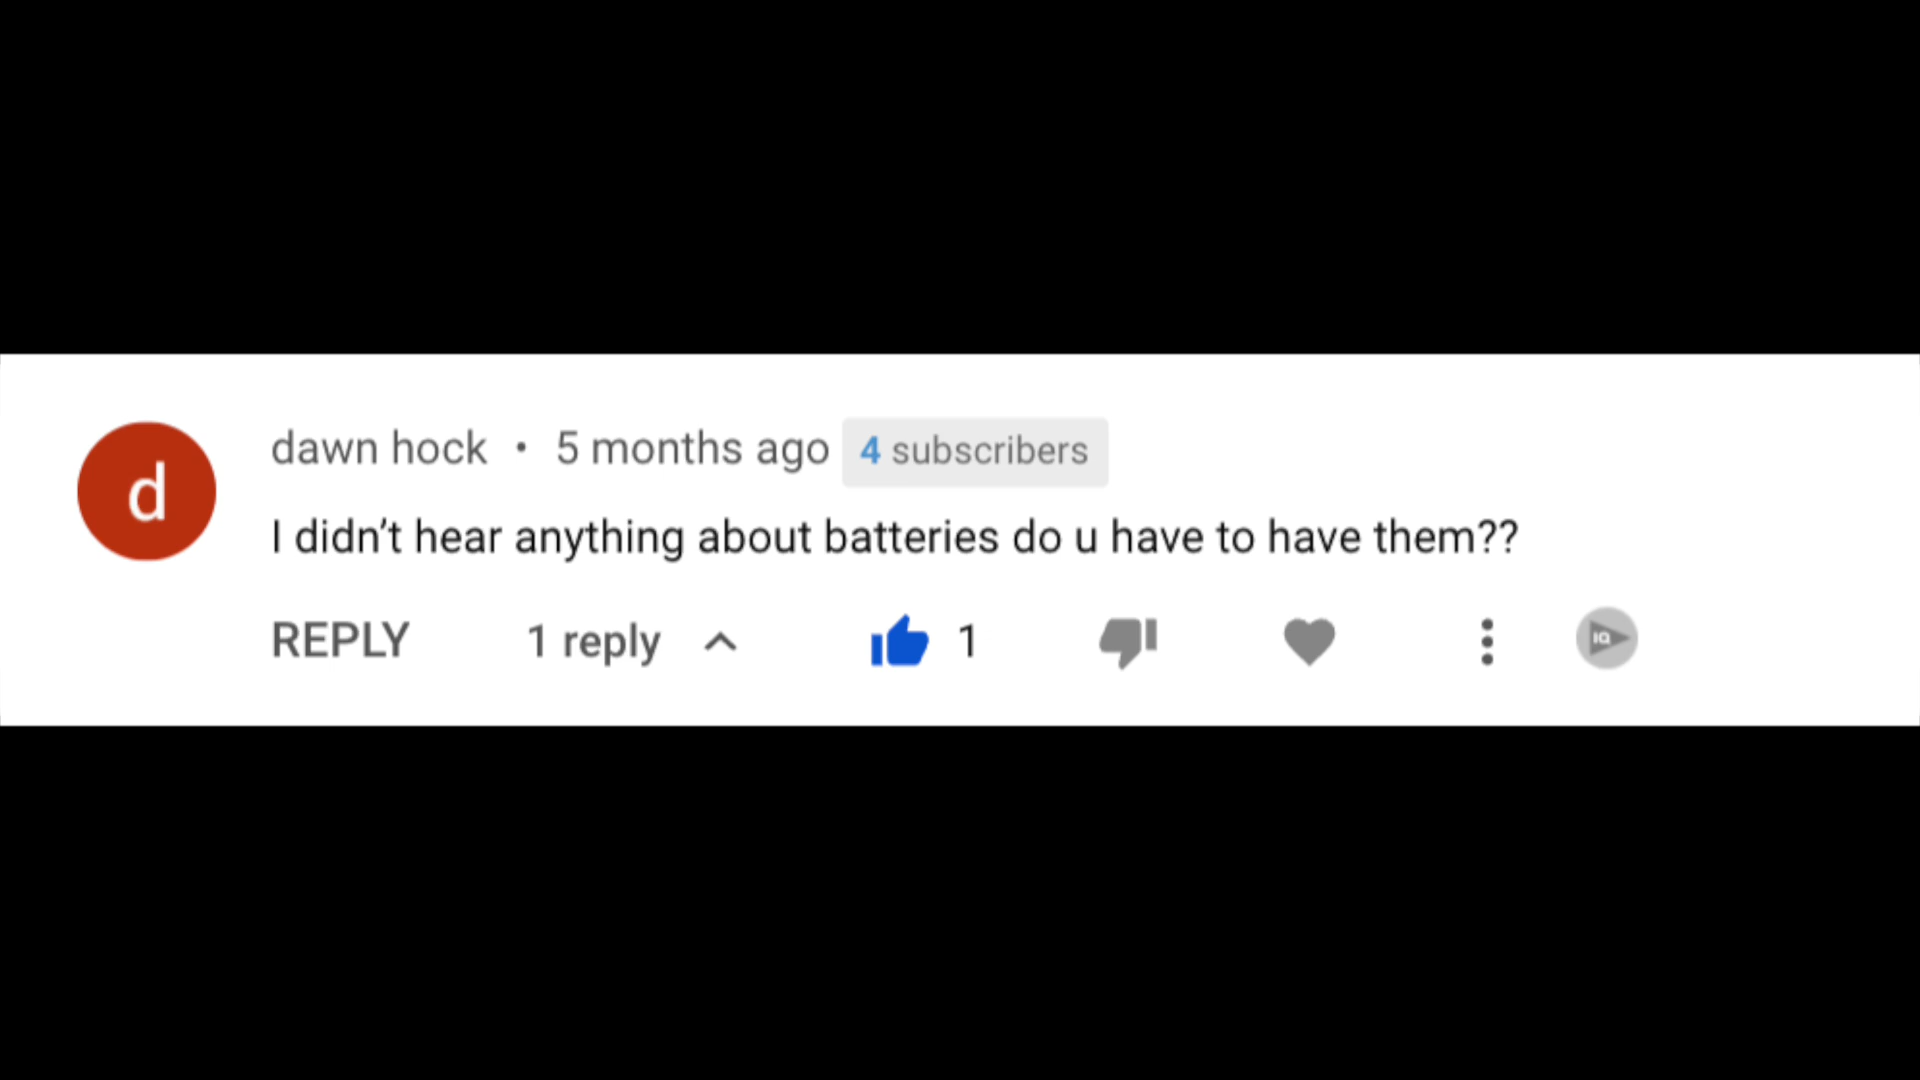 d
dawn hock • 5 months ago 4 subscribers
I didn't hear anything about batteries do u have to have them??
REPLY 1 reply 1 IQ